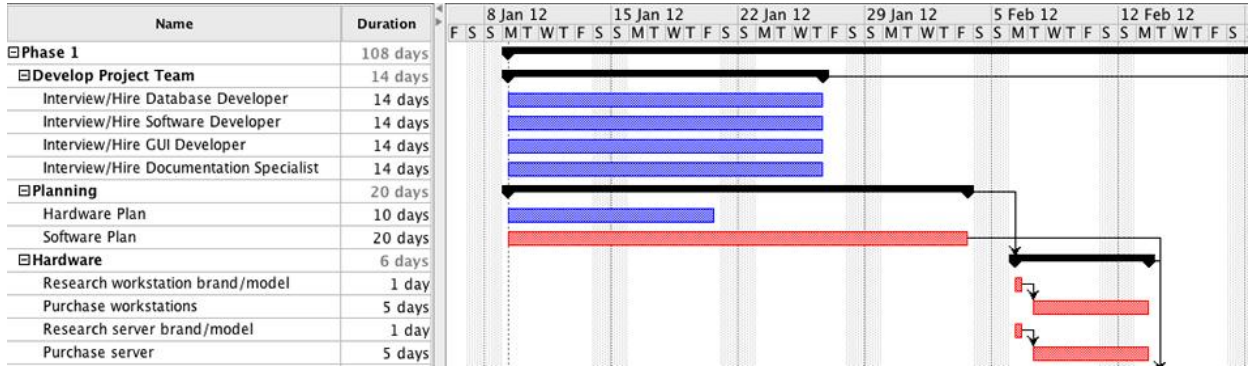 Name Duration 8 Jan 12 15 Jan 12 22 Jan 12 29 Jan 12 5 Feb 12 12 Feb 12
F S S M T W T F S S M T W T F S S M T W T F S S M T W T F S S M T W T F S S M T W T F S
Phase 1 108 days
Develop Project Team 14 days
Interview/Hire Database Developer 14 days
Interview/Hire Software Developer 14 days
Interview/Hire GUI Developer 14 days
Interview/Hire Documentation Specialist 14 days
Planning 20 days
Hardware Plan 10 days
Software Plan 20 days
Hardware 6 days
Research workstation brand/model 1 day
Purchase workstations 5 days
Research server brand/model 1 day
Purchase server 5 days